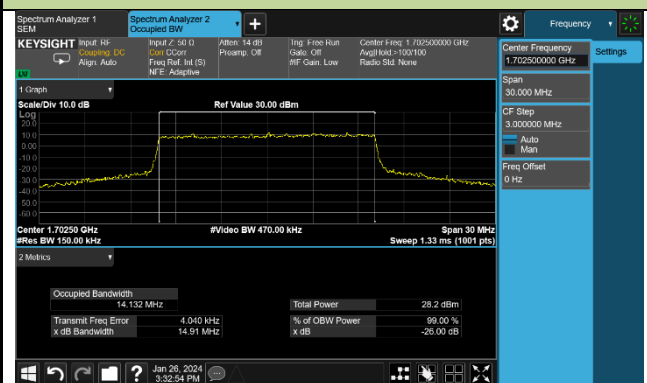 Spectrum Analyzer 1
SEM
Spectrum Analyzer 2
Occupied BW
Frequency
KEYSIGHT
Input: RF
Coupling: DC
Align: Auto
Input Z: 50 Ω
Corr CCorr
Freq Ref: Int (S)
NFE: Adaptive
Atten: 14 dB
Preamp: Off
Trig: Free Run
Gate: Off
#IF Gain: Low
Center Freq: 1.702500000 GHz
Avg|Hold:>100/100
Radio Std: None
Center Frequency
1.702500000 GHz
Settings
Span
30.000 MHz
CF Step
3.000000 MHz
Auto
Man
Freq Offset
0 Hz
1 Graph
Scale/Div 10.0 dB
Ref Value 30.00 dBm
Log
20.0
10.0
0.00
-10.0
-20.0
-30.0
-40.0
-50.0
-60.0
Center 1.70250 GHz
#Video BW 470.00 kHz
Span 30 MHz
#Res BW 150.00 kHz
Sweep 1.33 ms (1001 pts)
2 Metrics
Occupied Bandwidth
14.132 MHz
Total Power 28.2 dBm
Transmit Freq Error 4.040 kHz
% of OBW Power 99.00 %
x dB Bandwidth 14.91 MHz
x dB -26.00 dB
Jan 26, 2024
3:32:54 PM